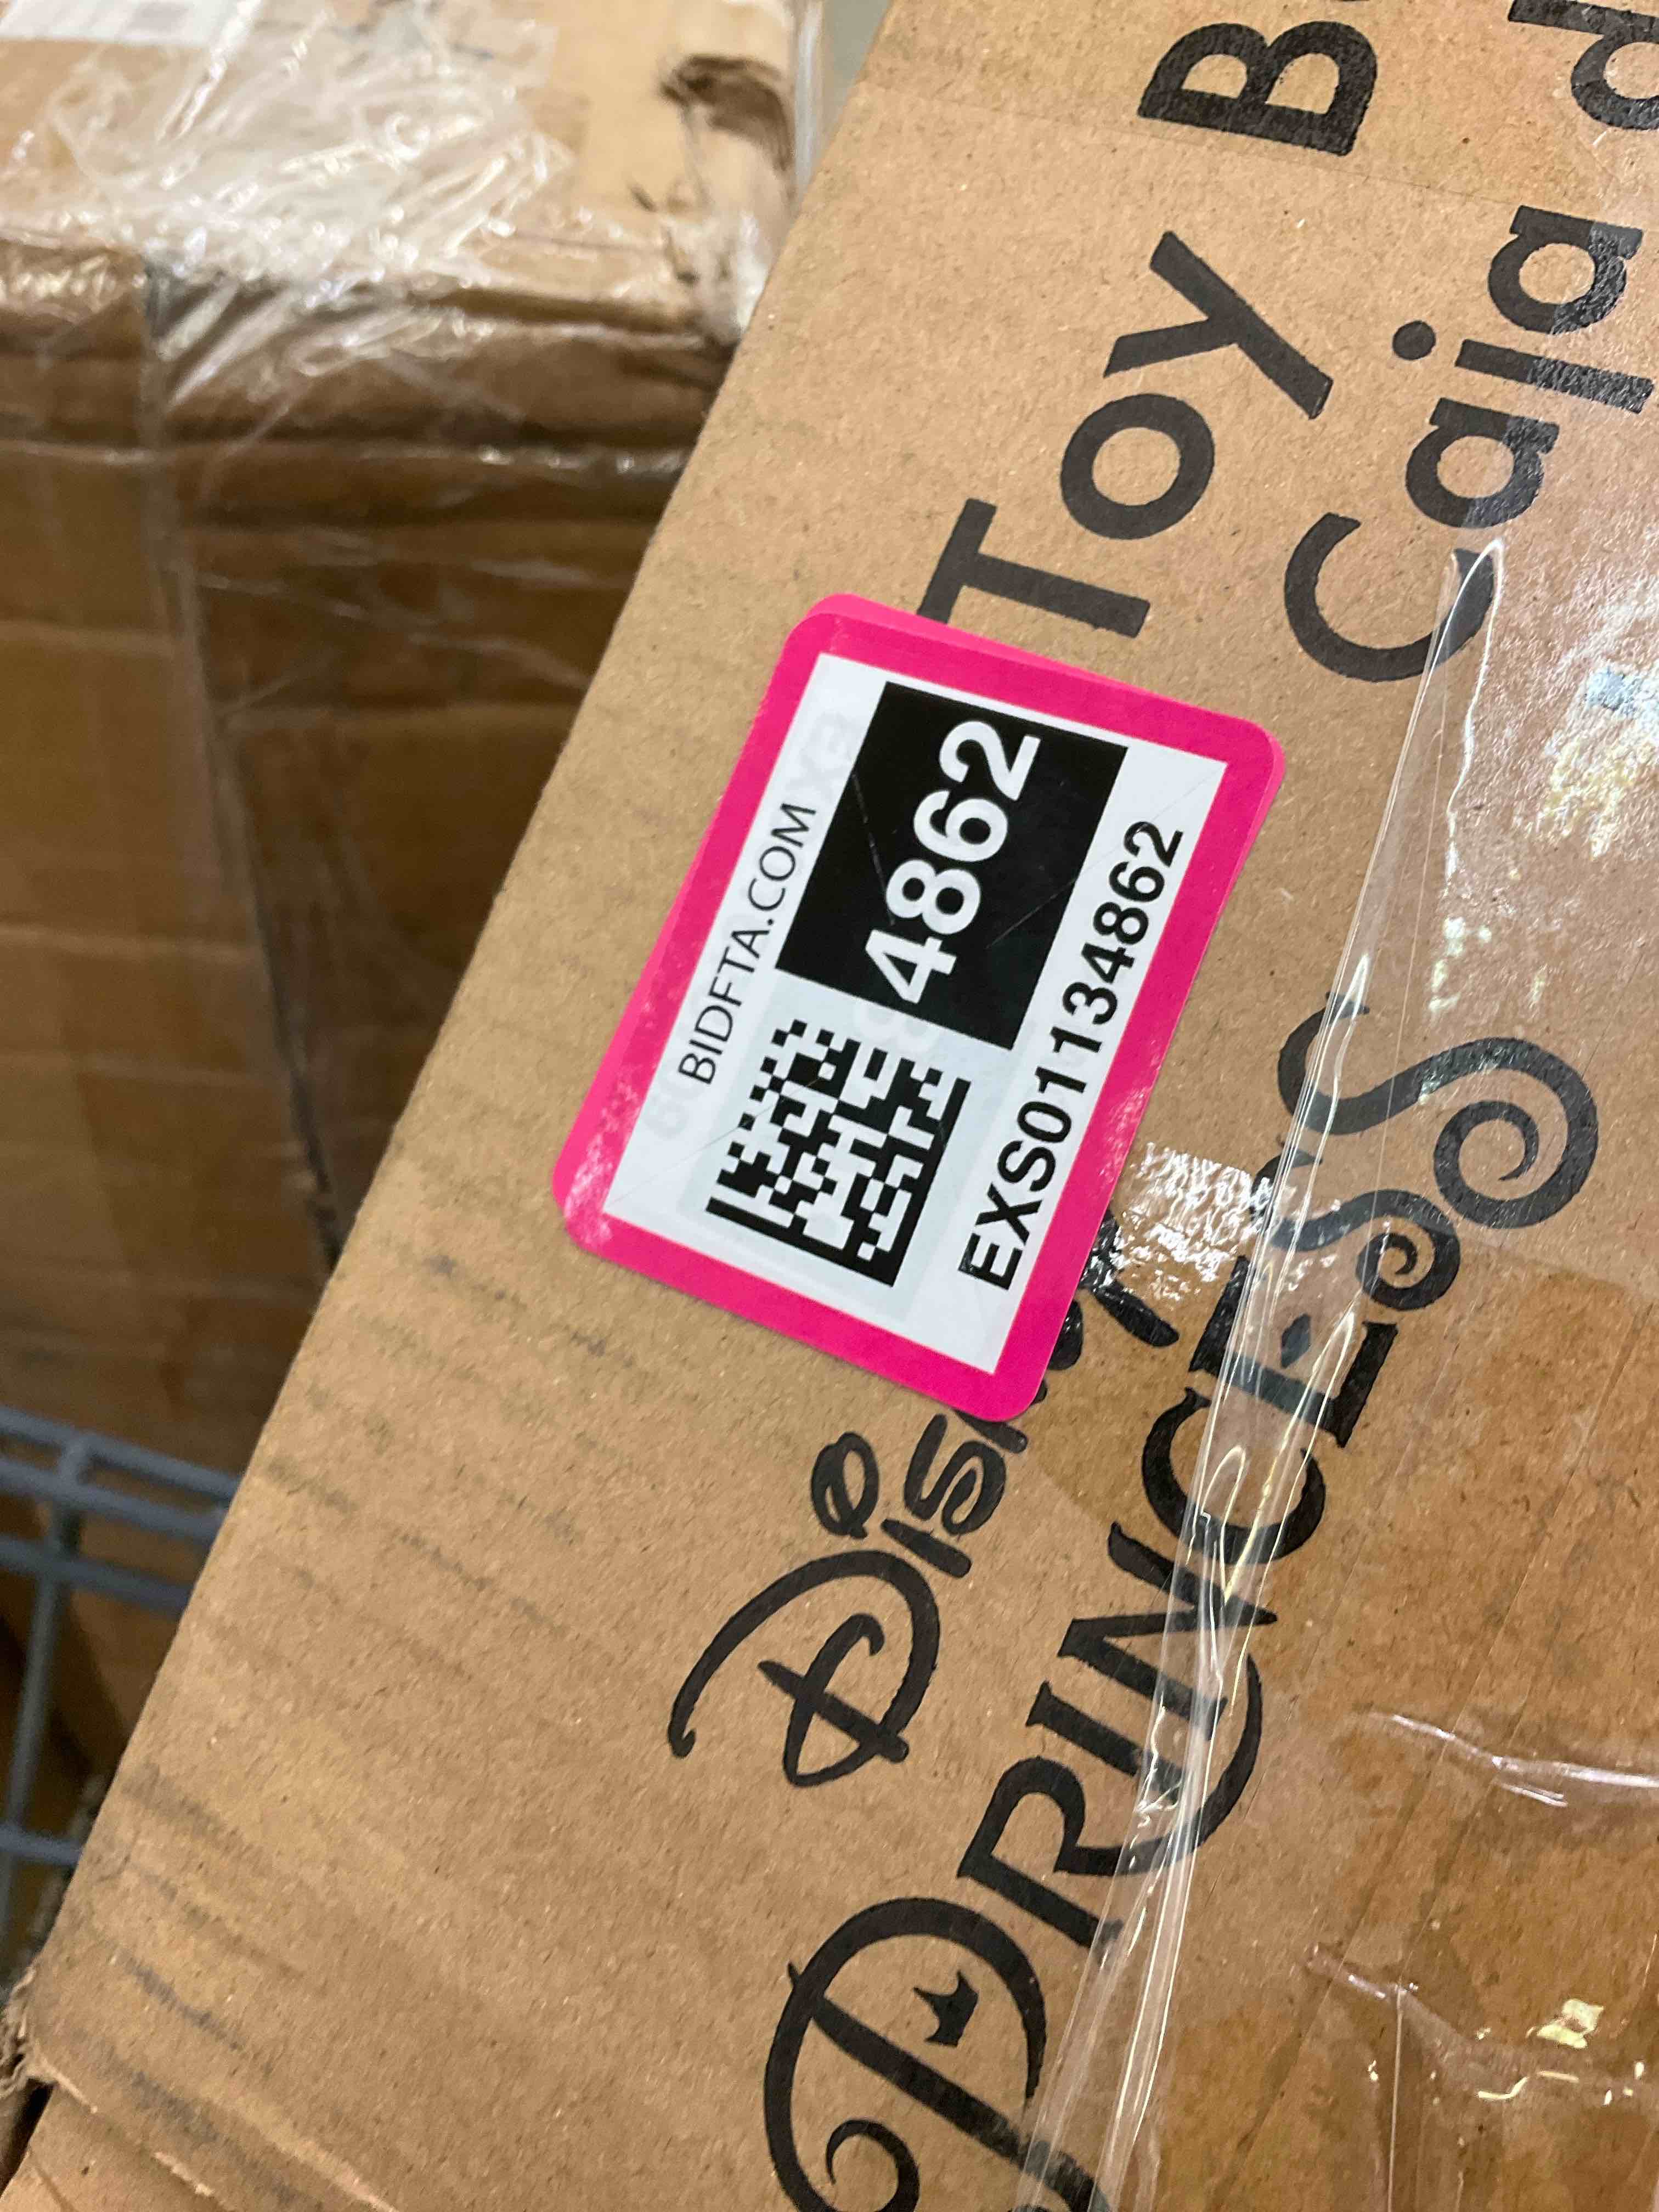 BIDFTA.COM
4862
EXS01134862
Toy
Caja
Disney
PRINCESS